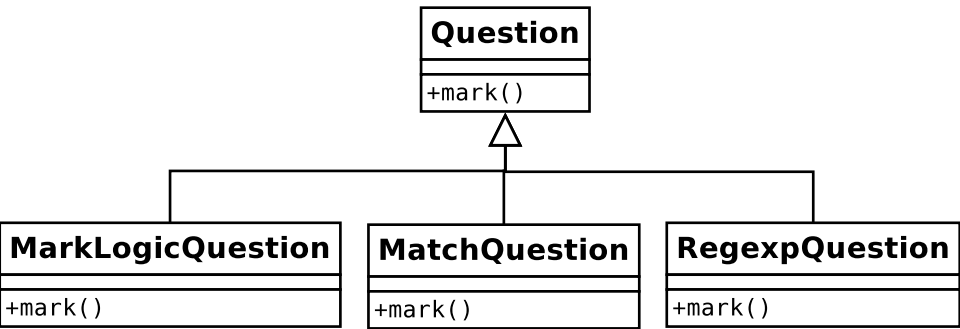 Question
+mark()
MarkLogicQuestion
+mark()
MatchQuestion
+mark()
RegexpQuestion
+mark()